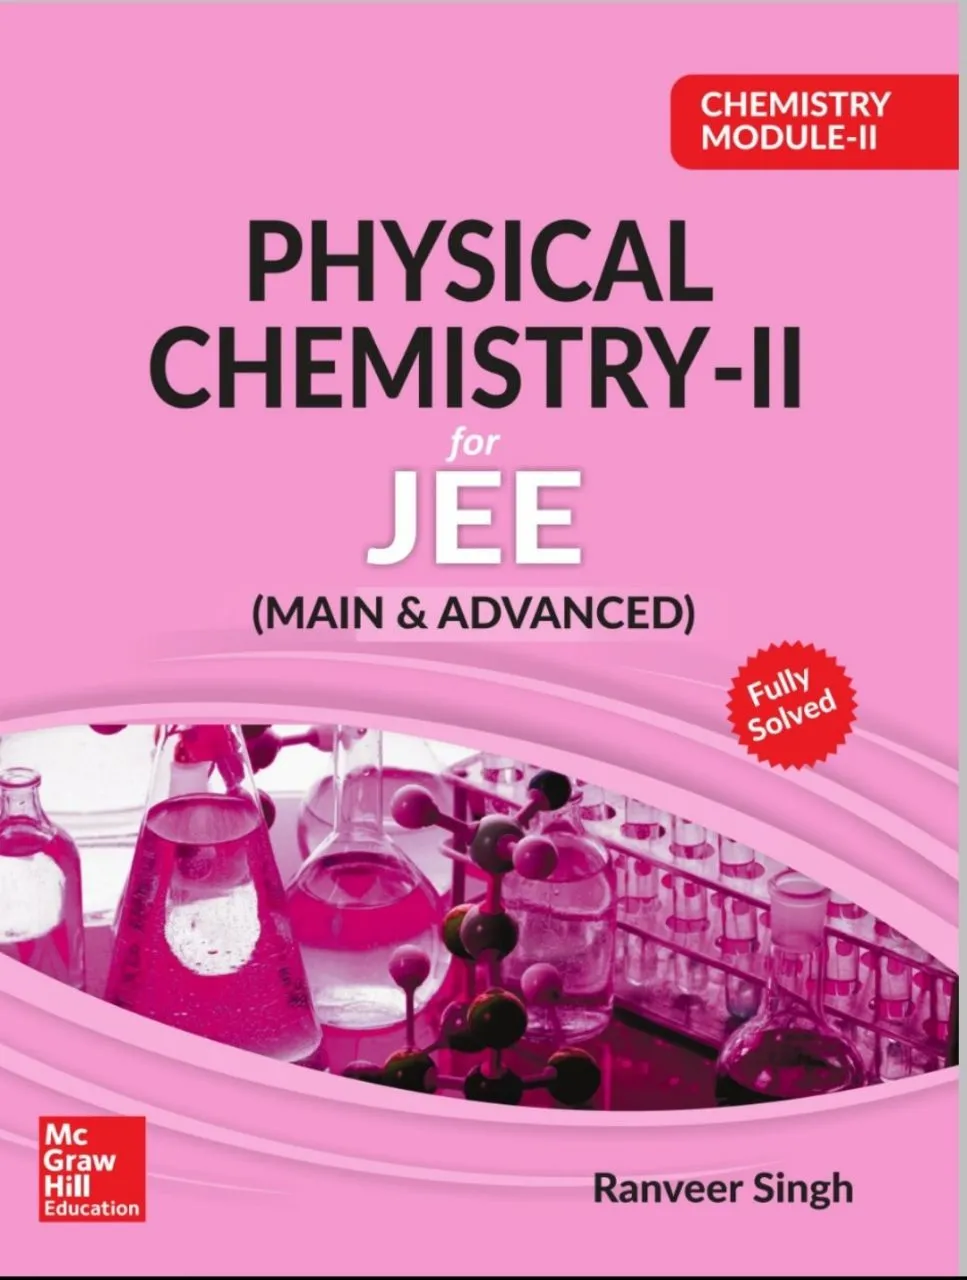 CHEMISTRY
MODULE-II
PHYSICAL
CHEMISTRY-II
for
JEE
(MAIN & ADVANCED)
Fully
Solved
Mc
Graw
Hill
Education
Ranveer Singh